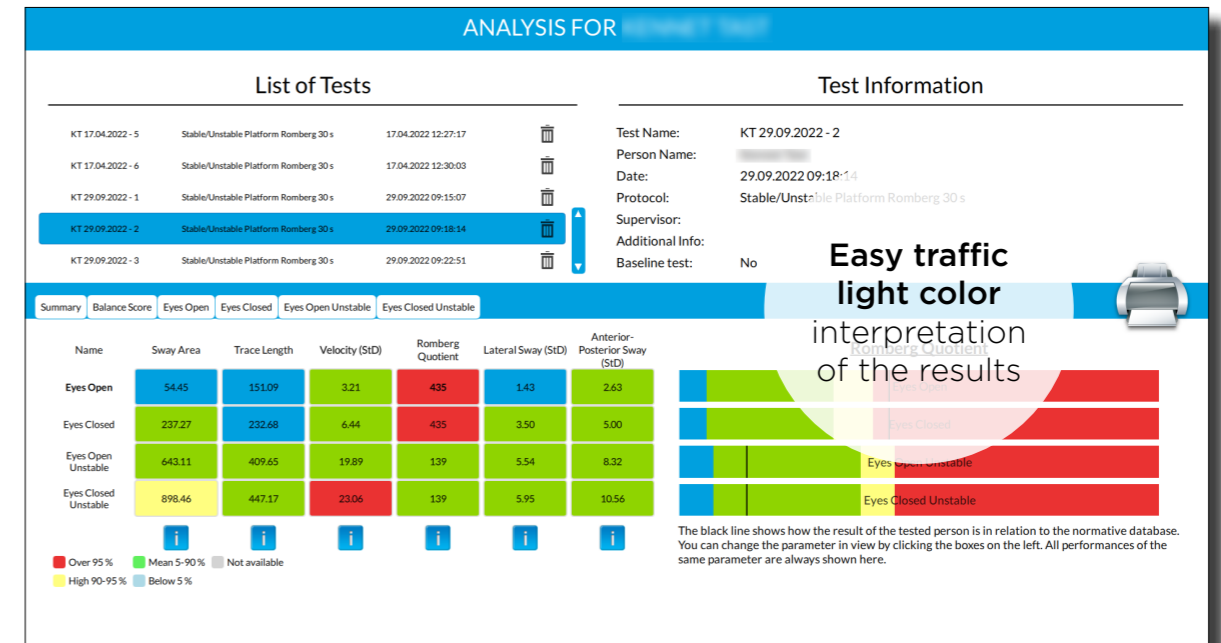 ANALYSIS FOR
List of Tests
KT 17.04.2022 - 5 Stable/Unstable Platform Romberg 30 s 17.04.2022 12:27:17
KT 17.04.2022 - 6 Stable/Unstable Platform Romberg 30 s 17.04.2022 12:30:03
KT 29.09.2022 - 1 Stable/Unstable Platform Romberg 30 s 29.09.2022 09:15:07
KT 29.09.2022 - 2 Stable/Unstable Platform Romberg 30 s 29.09.2022 09:18:14
KT 29.09.2022 - 3 Stable/Unstable Platform Romberg 30 s 29.09.2022 09:22:51
Test Information
Test Name: KT 29.09.2022 - 2
Person Name:
Date: 29.09.2022 09:18:14
Protocol: Stable/Unstable Platform Romberg 30 s
Supervisor:
Additional Info:
Baseline test: No
Easy traffic
light color
interpretation
of the results
Summary Balance Score Eyes Open Eyes Closed Eyes Open Unstable Eyes Closed Unstable
Name Sway Area Trace Length Velocity (StD) Romberg Quotient Lateral Sway (StD) Anterior-Posterior Sway (StD)
Eyes Open 54.45 151.09 3.21 435 1.43 2.63
Eyes Closed 237.27 232.68 6.44 435 3.50 5.00
Eyes Open Unstable 643.11 409.65 19.89 139 5.54 8.32
Eyes Closed Unstable 898.46 447.17 23.06 139 5.95 10.56
i i i i i i
Over 95 % Mean 5-90 % Not available
High 90-95 % Below 5 %
Romberg Quotient
Eyes Open
Eyes Closed
Eyes Open Unstable
Eyes Closed Unstable
The black line shows how the result of the tested person is in relation to the normative database.
You can change the parameter in view by clicking the boxes on the left. All performances of the
same parameter are always shown here.